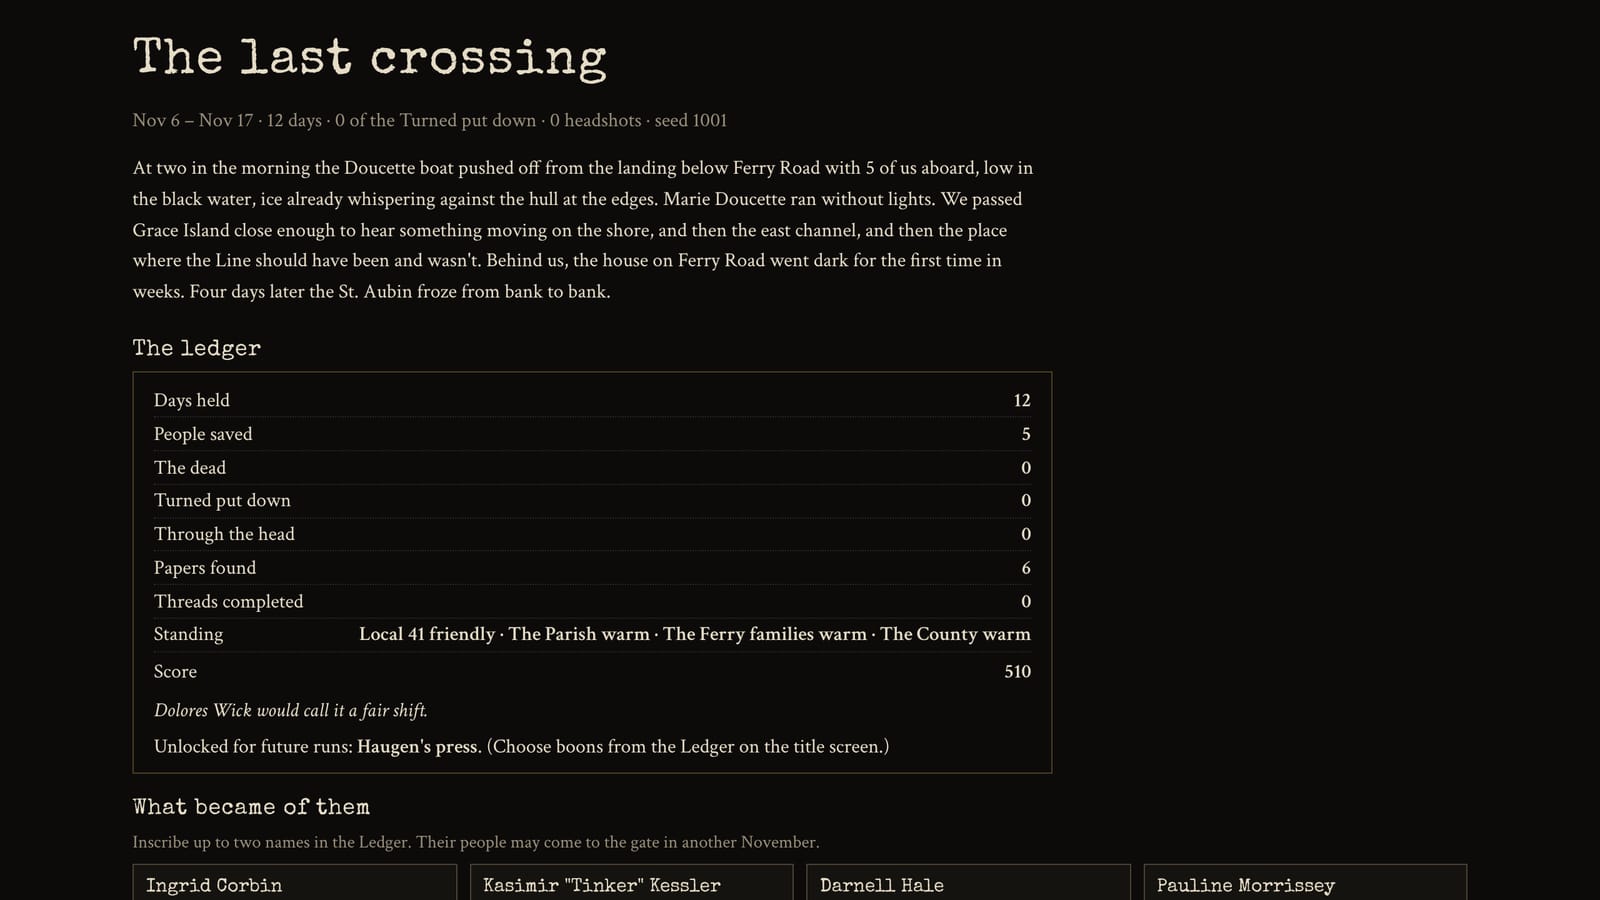 The last crossing
Nov 6 – Nov 17 · 12 days · 0 of the Turned put down · 0 headshots · seed 1001
At two in the morning the Doucette boat pushed off from the landing below Ferry Road with 5 of us aboard, low in
the black water, ice already whispering against the hull at the edges. Marie Doucette ran without lights. We passed
Grace Island close enough to hear something moving on the shore, and then the east channel, and then the place
where the Line should have been and wasn't. Behind us, the house on Ferry Road went dark for the first time in
weeks. Four days later the St. Aubin froze from bank to bank.
The ledger
Days held 12
People saved 5
The dead 0
Turned put down 0
Through the head 0
Papers found 6
Threads completed 0
Standing Local 41 friendly · The Parish warm · The Ferry families warm · The County warm
Score 510
Dolores Wick would call it a fair shift.
Unlocked for future runs: Haugen's press. (Choose boons from the Ledger on the title screen.)
What became of them
Inscribe up to two names in the Ledger. Their people may come to the gate in another November.
Ingrid Corbin
Kasimir "Tinker" Kessler
Darnell Hale
Pauline Morrissey